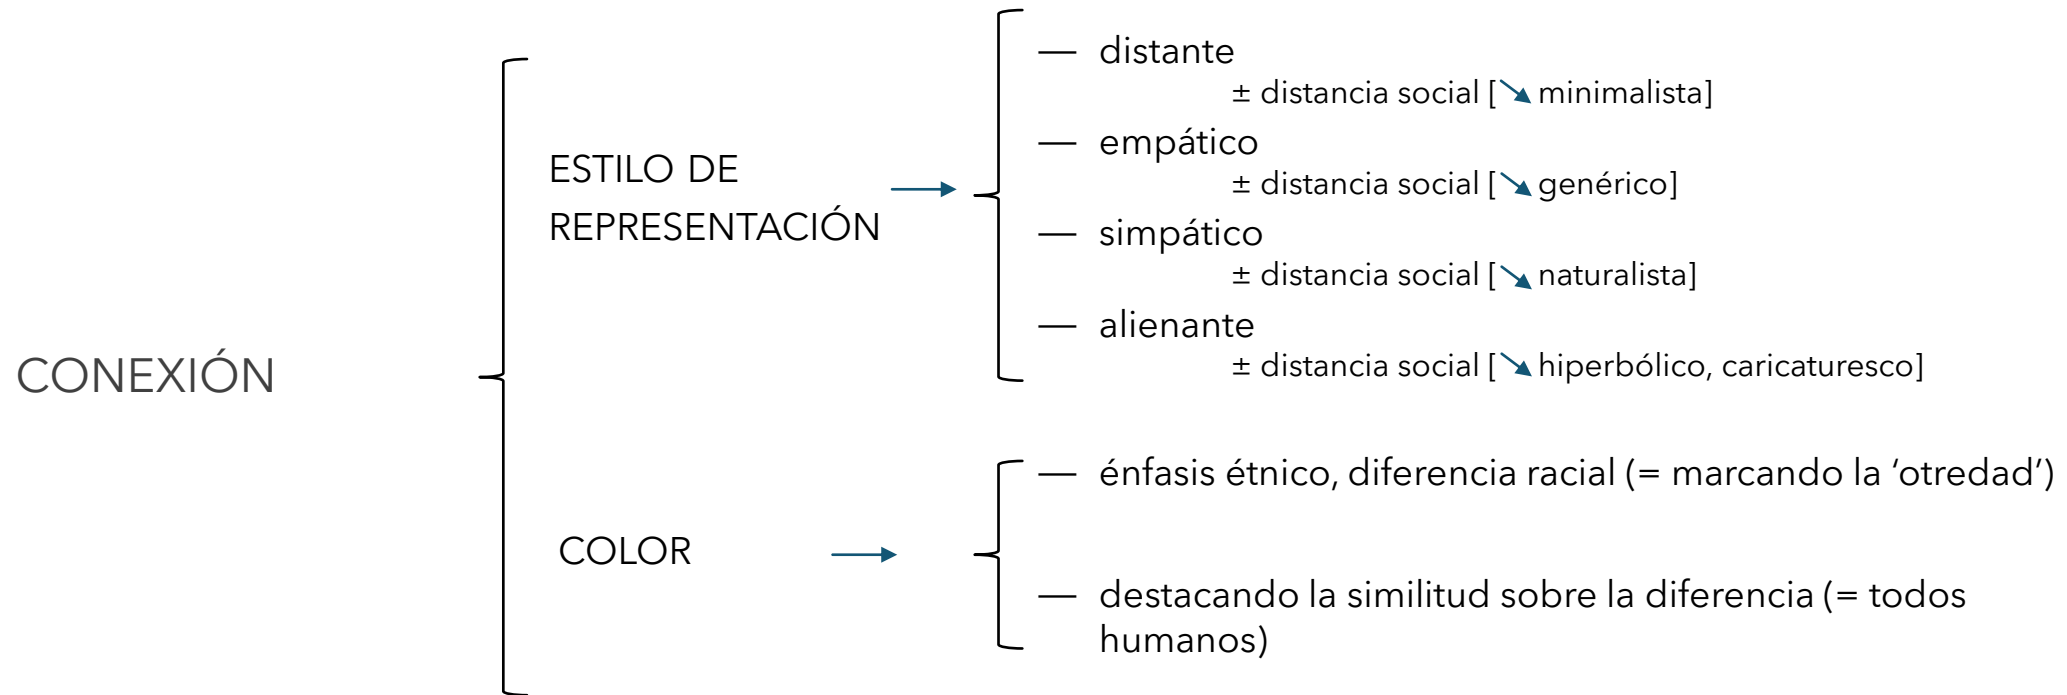 CONEXIÓN
ESTILO DE
REPRESENTACIÓN
— distante
± distancia social [↘ minimalista]
— empático
± distancia social [↘ genérico]
— simpático
± distancia social [↘ naturalista]
— alienante
± distancia social [↘ hiperbólico, caricaturesco]
COLOR
— énfasis étnico, diferencia racial (= marcando la ‘otredad’)
— destacando la similitud sobre la diferencia (= todos
humanos)